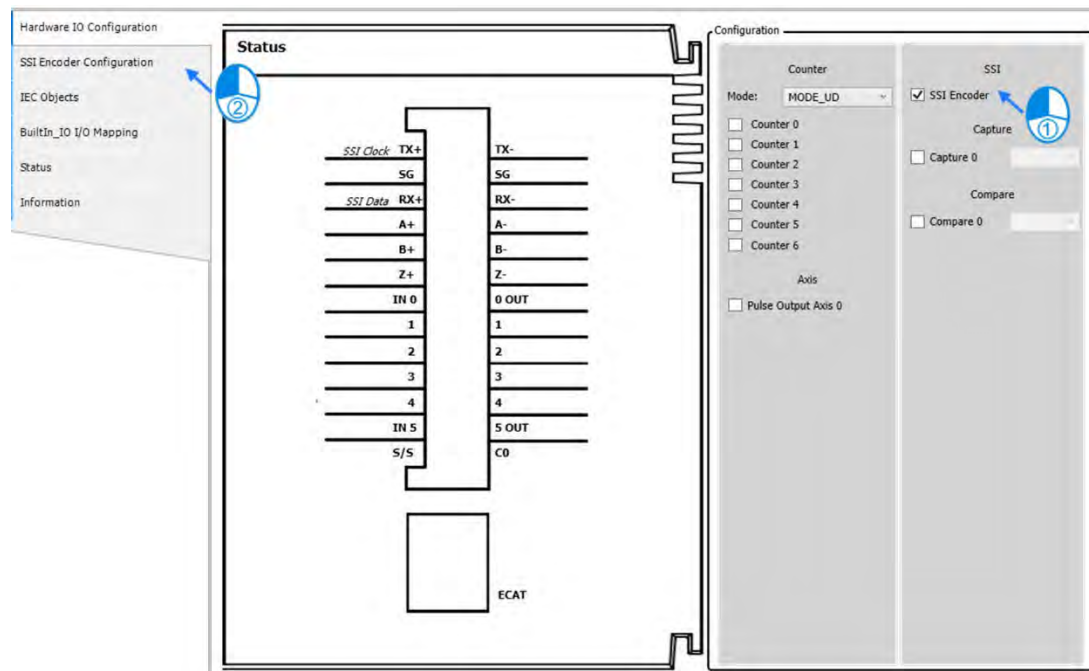 Hardware IO Configuration
SSI Encoder Configuration
IEC Objects
BuiltIn_IO I/O Mapping
Status
Information
②
Status
SSI Clock TX+ TX-
SG SG
SSI Data RX+ RX-
A+ A-
B+ B-
Z+ Z-
IN 0 0 OUT
1 1
2 2
3 3
4 4
IN 5 5 OUT
S/S C0
ECAT
Configuration
Counter
Mode: MODE_UD
Counter 0
Counter 1
Counter 2
Counter 3
Counter 4
Counter 5
Counter 6
Axis
Pulse Output Axis 0
SSI
SSI Encoder
①
Capture
Capture 0
Compare
Compare 0